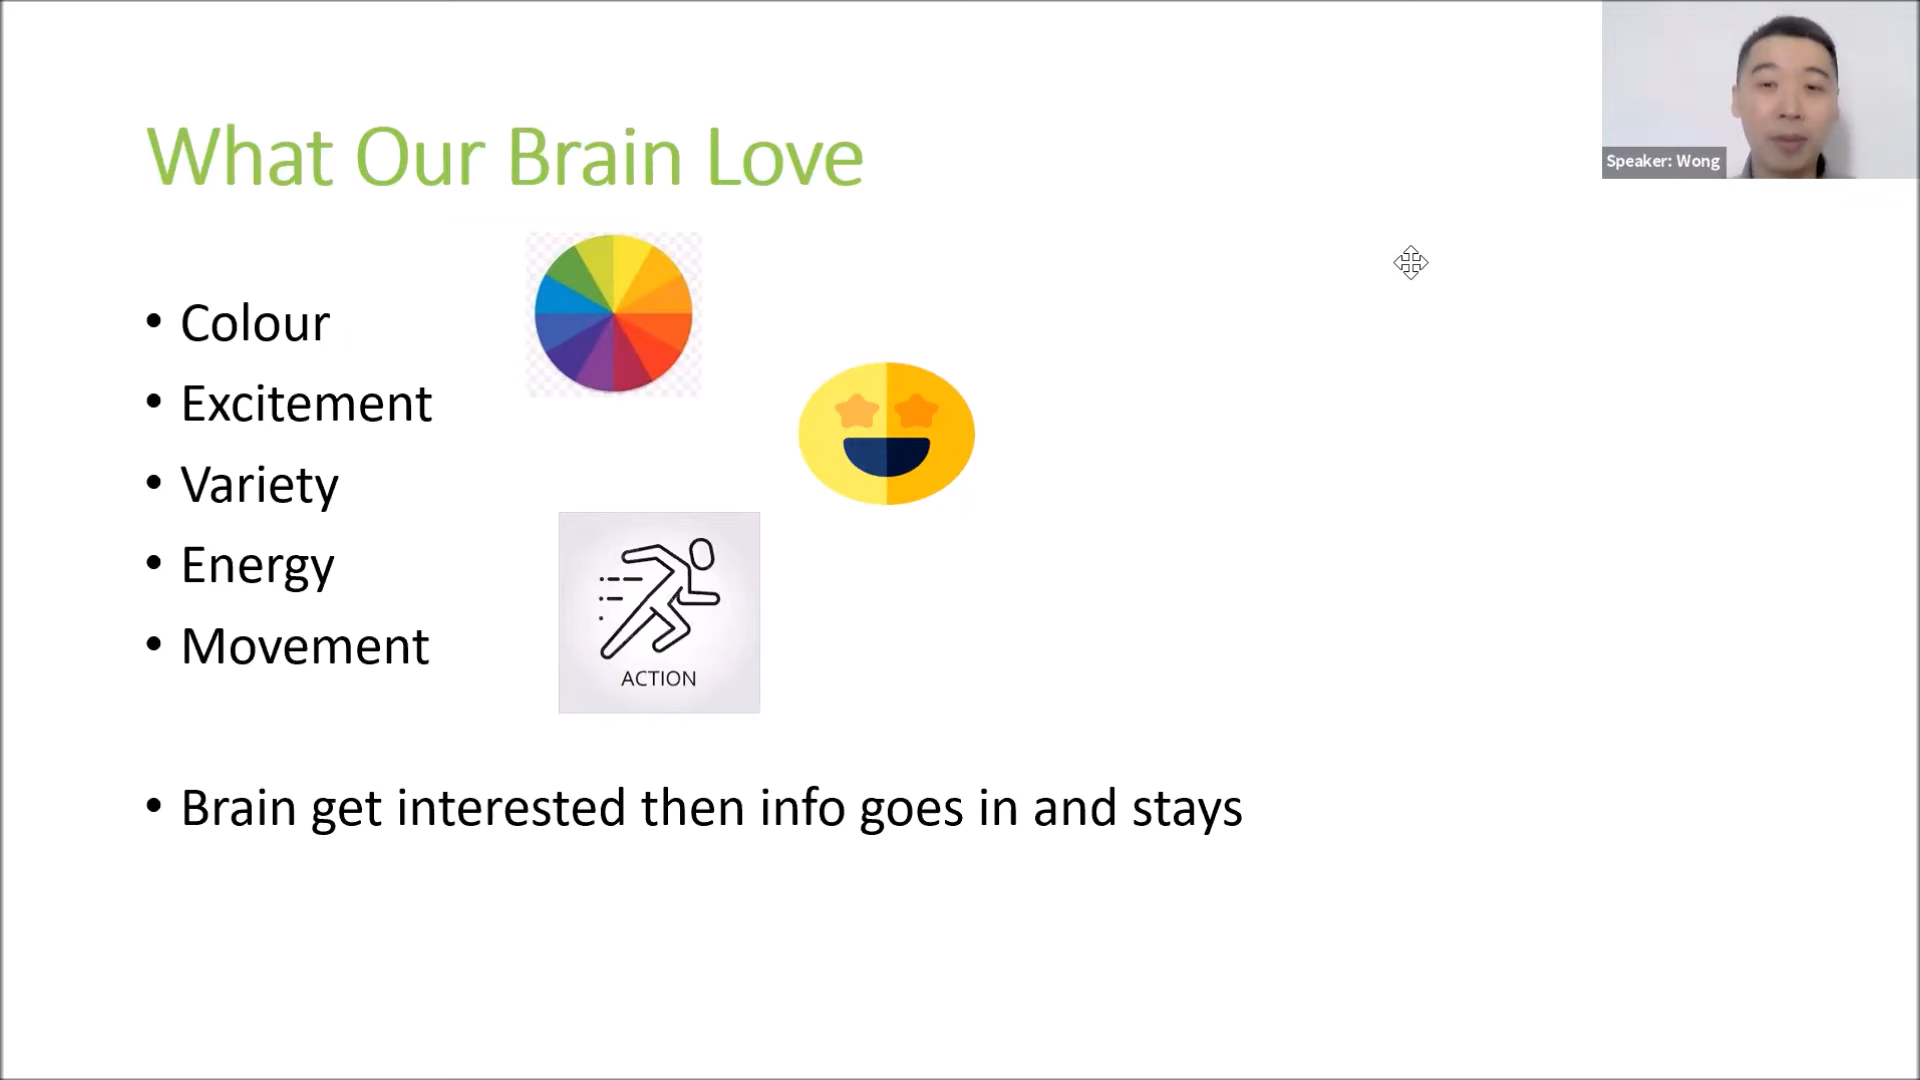 What Our Brain Love
Speaker: Wong
• Colour
• Excitement
• Variety
• Energy
• Movement
ACTION
• Brain get interested then info goes in and stays